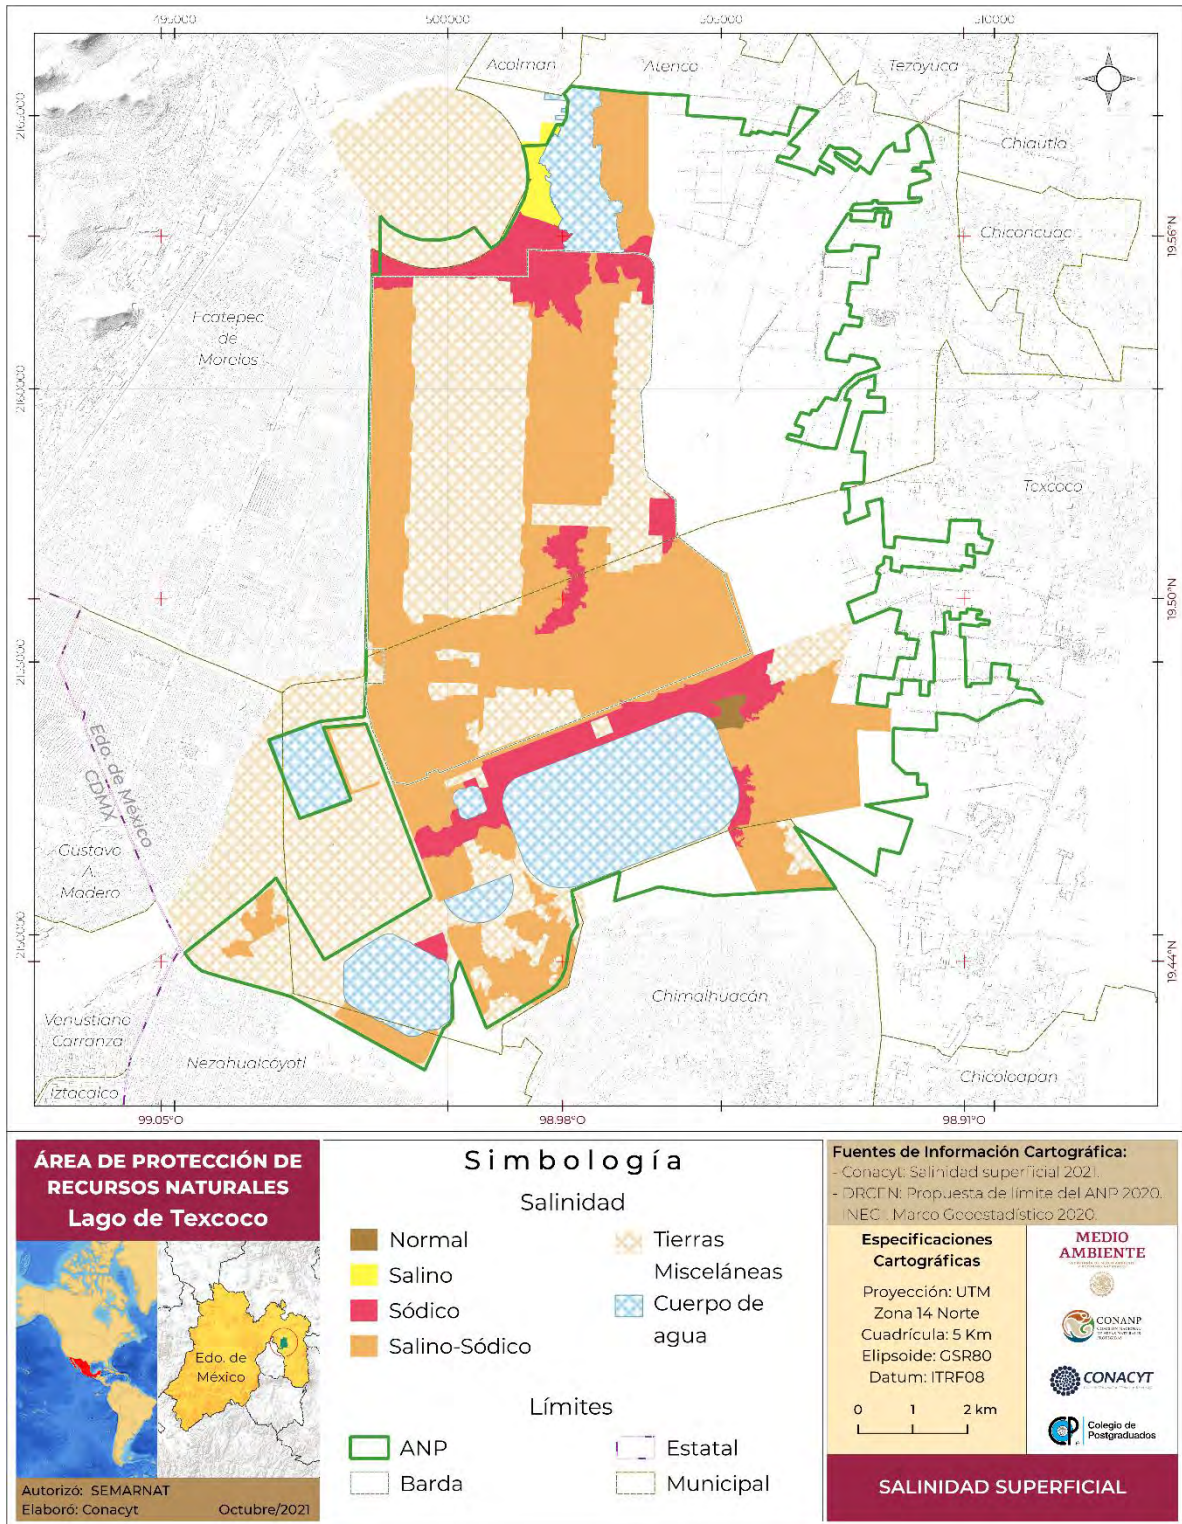 495000
500000
505000
510000
Acolman
Atenco
Tezoyuca
2165000
Chiautla
Chiconcuac
19.56°N
Ecatepec
de
Morelos
2160000
Texcoco
19.50°N
2155000
Edo. de México
CDMX
Gustavo
A.
Madero
2150000
19.44°N
Chimalhuacán
Venustiano
Carranza
Nezahualcóyotl
Iztacalco
Chicoloapan
99.05°O
98.98°O
98.91°O
ÁREA DE PROTECCIÓN DE
RECURSOS NATURALES
Lago de Texcoco
Edo. de
México
Autorizó: SEMARNAT
Elaboró: Conacyt
Octubre/2021
Simbología
Salinidad
Normal
Salino
Sódico
Salino-Sódico
Tierras
Misceláneas
Cuerpo de
agua
Límites
ANP
Barda
Estatal
Municipal
Fuentes de Información Cartográfica:
- Conacyt: Salinidad superficial 2021.
- DRCEN: Propuesta de límite del ANP 2020.
- INEGI: Marco Geoestadístico 2020.
Especificaciones
Cartográficas
Proyección: UTM
Zona 14 Norte
Cuadrícula: 5 Km
Elipsoide: GSR80
Datum: ITRF08
0 1 2 km
MEDIO
AMBIENTE
CONANP
CONACYT
Colegio de
Postgraduados
SALINIDAD SUPERFICIAL